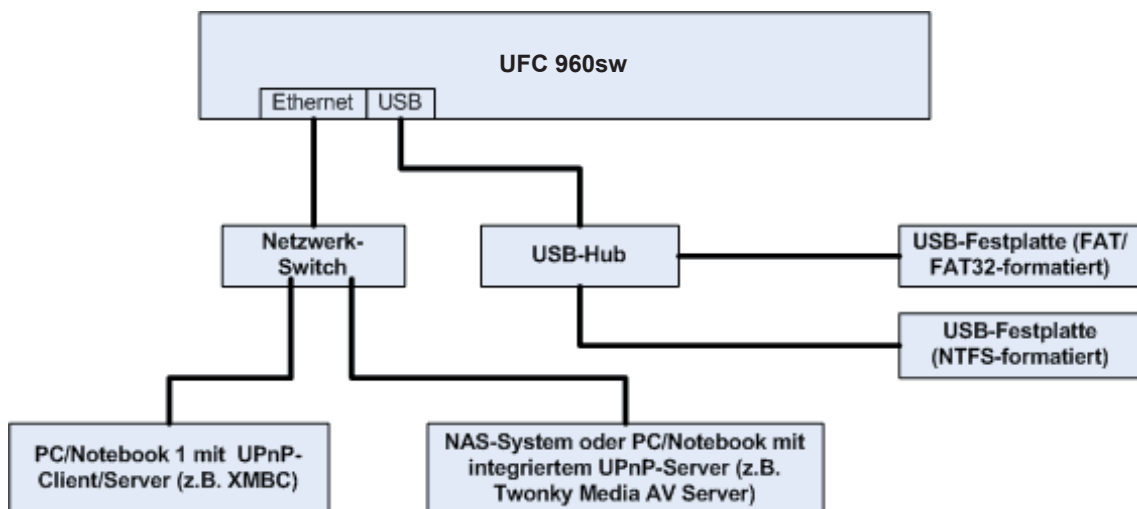 UFC 960sw
Ethernet
USB
Netzwerk-
Switch
USB-Hub
USB-Festplatte (FAT/
FAT32-formatiert)
USB-Festplatte
(NTFS-formatiert)
PC/Notebook 1 mit UPnP-
Client/Server (z.B. XMBC)
NAS-System oder PC/Notebook mit
integriertem UPnP-Server (z.B.
Twonky Media AV Server)